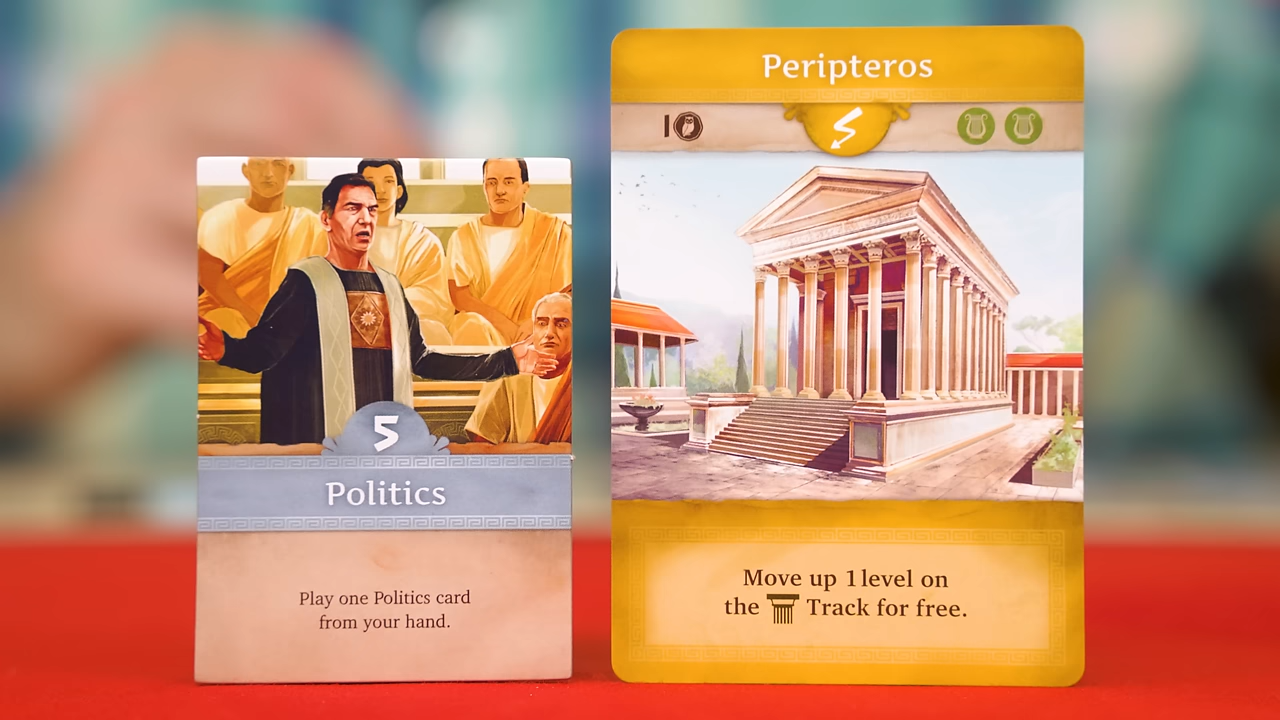 5
Politics
Play one Politics card
from your hand.
Peripteros
1
Move up 1 level on
the Track for free.